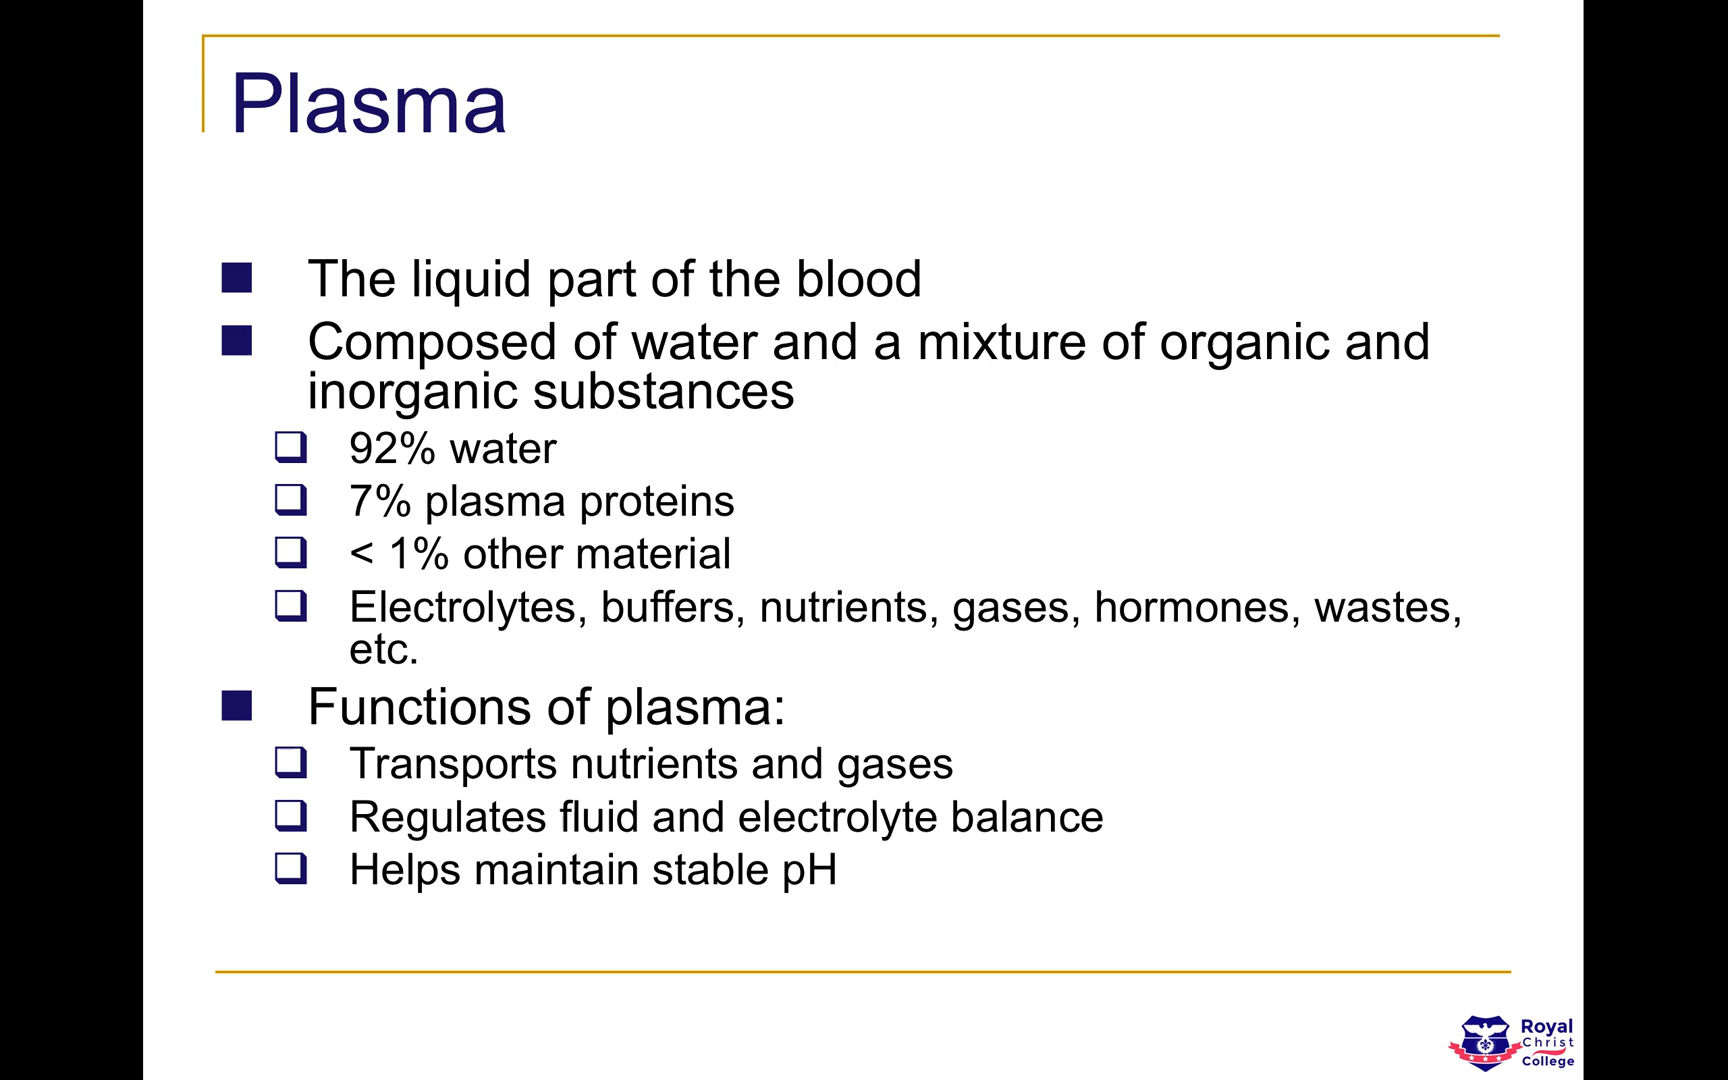 Plasma
The liquid part of the blood
Composed of water and a mixture of organic and
inorganic substances
92% water
7% plasma proteins
< 1% other material
Electrolytes, buffers, nutrients, gases, hormones, wastes,
etc.
Functions of plasma:
Transports nutrients and gases
Regulates fluid and electrolyte balance
Helps maintain stable pH
Royal
Christ
College